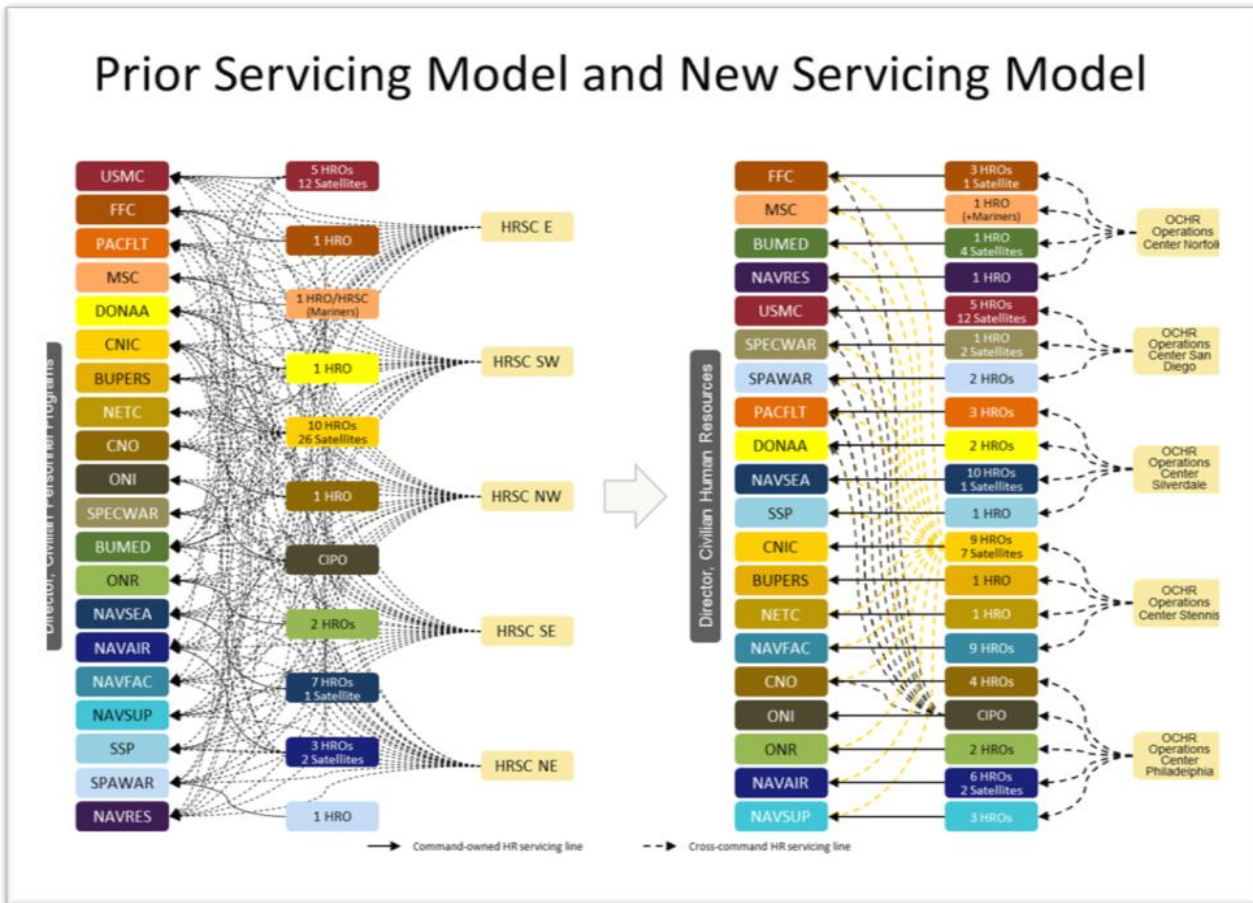 Prior Servicing Model and New Servicing Model
Director, Civilian Personnel Programs
USMC
FFC
PACFLT
MSC
DONAA
CNIC
BUPERS
NETC
CNO
ONI
SPECWAR
BUMED
ONR
NAVSEA
NAVAIR
NAVFAC
NAVSUP
SSP
SPAWAR
NAVRES
5 HROs
12 Satellites
1 HRO
1 HRO/HRSC
(Mariners)
1 HRO
10 HROs
26 Satellites
1 HRO
CIPO
2 HROs
7 HROs
1 Satellite
3 HROs
2 Satellites
1 HRO
HRSC E
HRSC SW
HRSC NW
HRSC SE
HRSC NE
Director, Civilian Human Resources
FFC
MSC
BUMED
NAVRES
USMC
SPECWAR
SPAWAR
PACFLT
DONAA
NAVSEA
SSP
CNIC
BUPERS
NETC
NAVFAC
CNO
ONI
ONR
NAVAIR
NAVSUP
3 HROs
1 Satellite
1 HRO
(+Mariners)
1 HRO
4 Satellites
1 HRO
5 HROs
12 Satellites
1 HRO
2 Satellites
2 HROs
3 HROs
2 HROs
10 HROs
1 Satellites
1 HRO
9 HROs
7 Satellites
1 HRO
1 HRO
9 HROs
4 HROs
CIPO
2 HROs
6 HROs
2 Satellites
3 HROs
OCHR
Operations
Center Norfolk
OCHR
Operations
Center San
Diego
OCHR
Operations
Center
Silverdale
OCHR
Operations
Center Stennis
OCHR
Operations
Center
Philadelphia
Command-owned HR servicing line
Cross-command HR servicing line